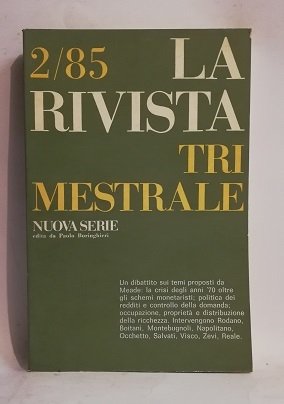 2/85 LA
RIVISTA
TRI
MESTRALE
NUOVA SERIE
edita da Paolo Boringhieri
Un dibattito sui temi proposti da
Meade: la crisi degli anni '70 oltre
gli schemi monetaristi; politica dei
redditi e controllo della domanda;
occupazione, proprietà e distribuzione
della ricchezza. Intervengono Rodano,
Boitani, Montebugnoli, Napolitano,
Occhetto, Salvati, Visco, Zevi, Reale.